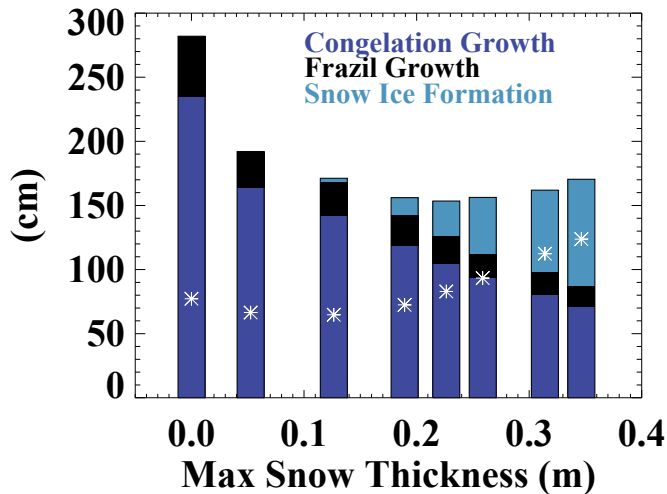 300
250
200
150
100
50
0
(cm)
Congelation Growth
Frazil Growth
Snow Ice Formation
0.0 0.1 0.2 0.3 0.4
Max Snow Thickness (m)